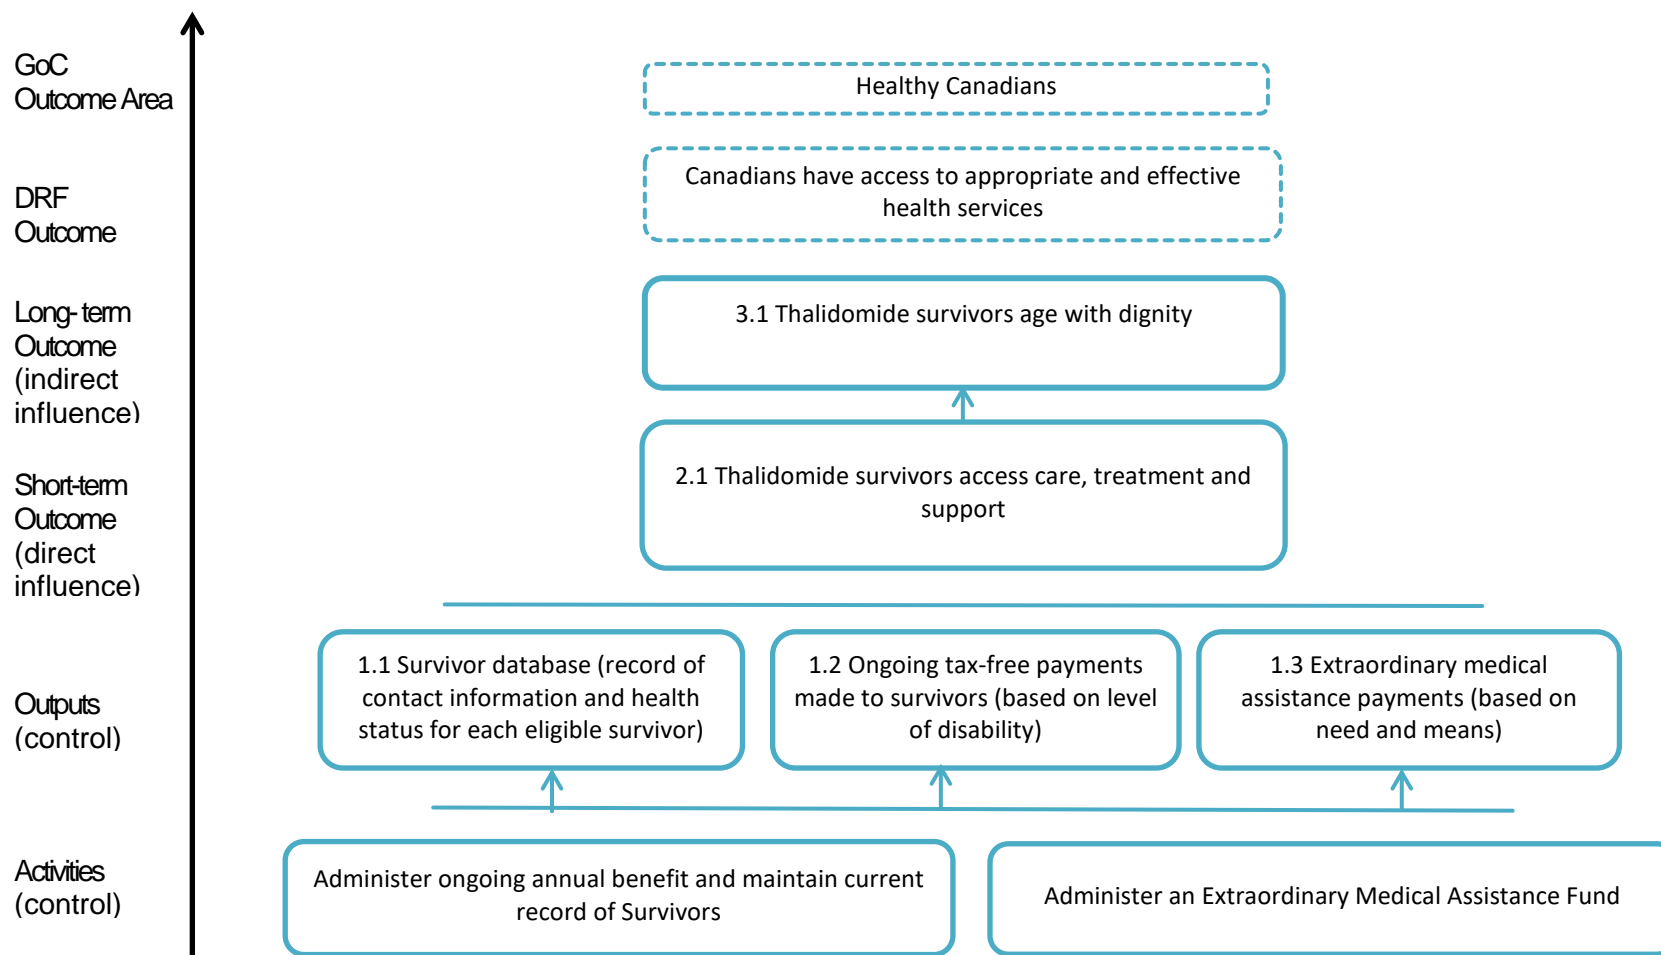 GoC
Outcome Area
Healthy Canadians
DRF
Outcome
Canadians have access to appropriate and effective
health services
Long- term
Outcome
(indirect
influence)
3.1 Thalidomide survivors age with dignity
Short-term
Outcome
(direct
influence)
2.1 Thalidomide survivors access care, treatment and
support
Outputs
(control)
1.1 Survivor database (record of
contact information and health
status for each eligible survivor)
1.2 Ongoing tax-free payments
made to survivors (based on level
of disability)
1.3 Extraordinary medical
assistance payments (based on
need and means)
Activities
(control)
Administer ongoing annual benefit and maintain current
record of Survivors
Administer an Extraordinary Medical Assistance Fund